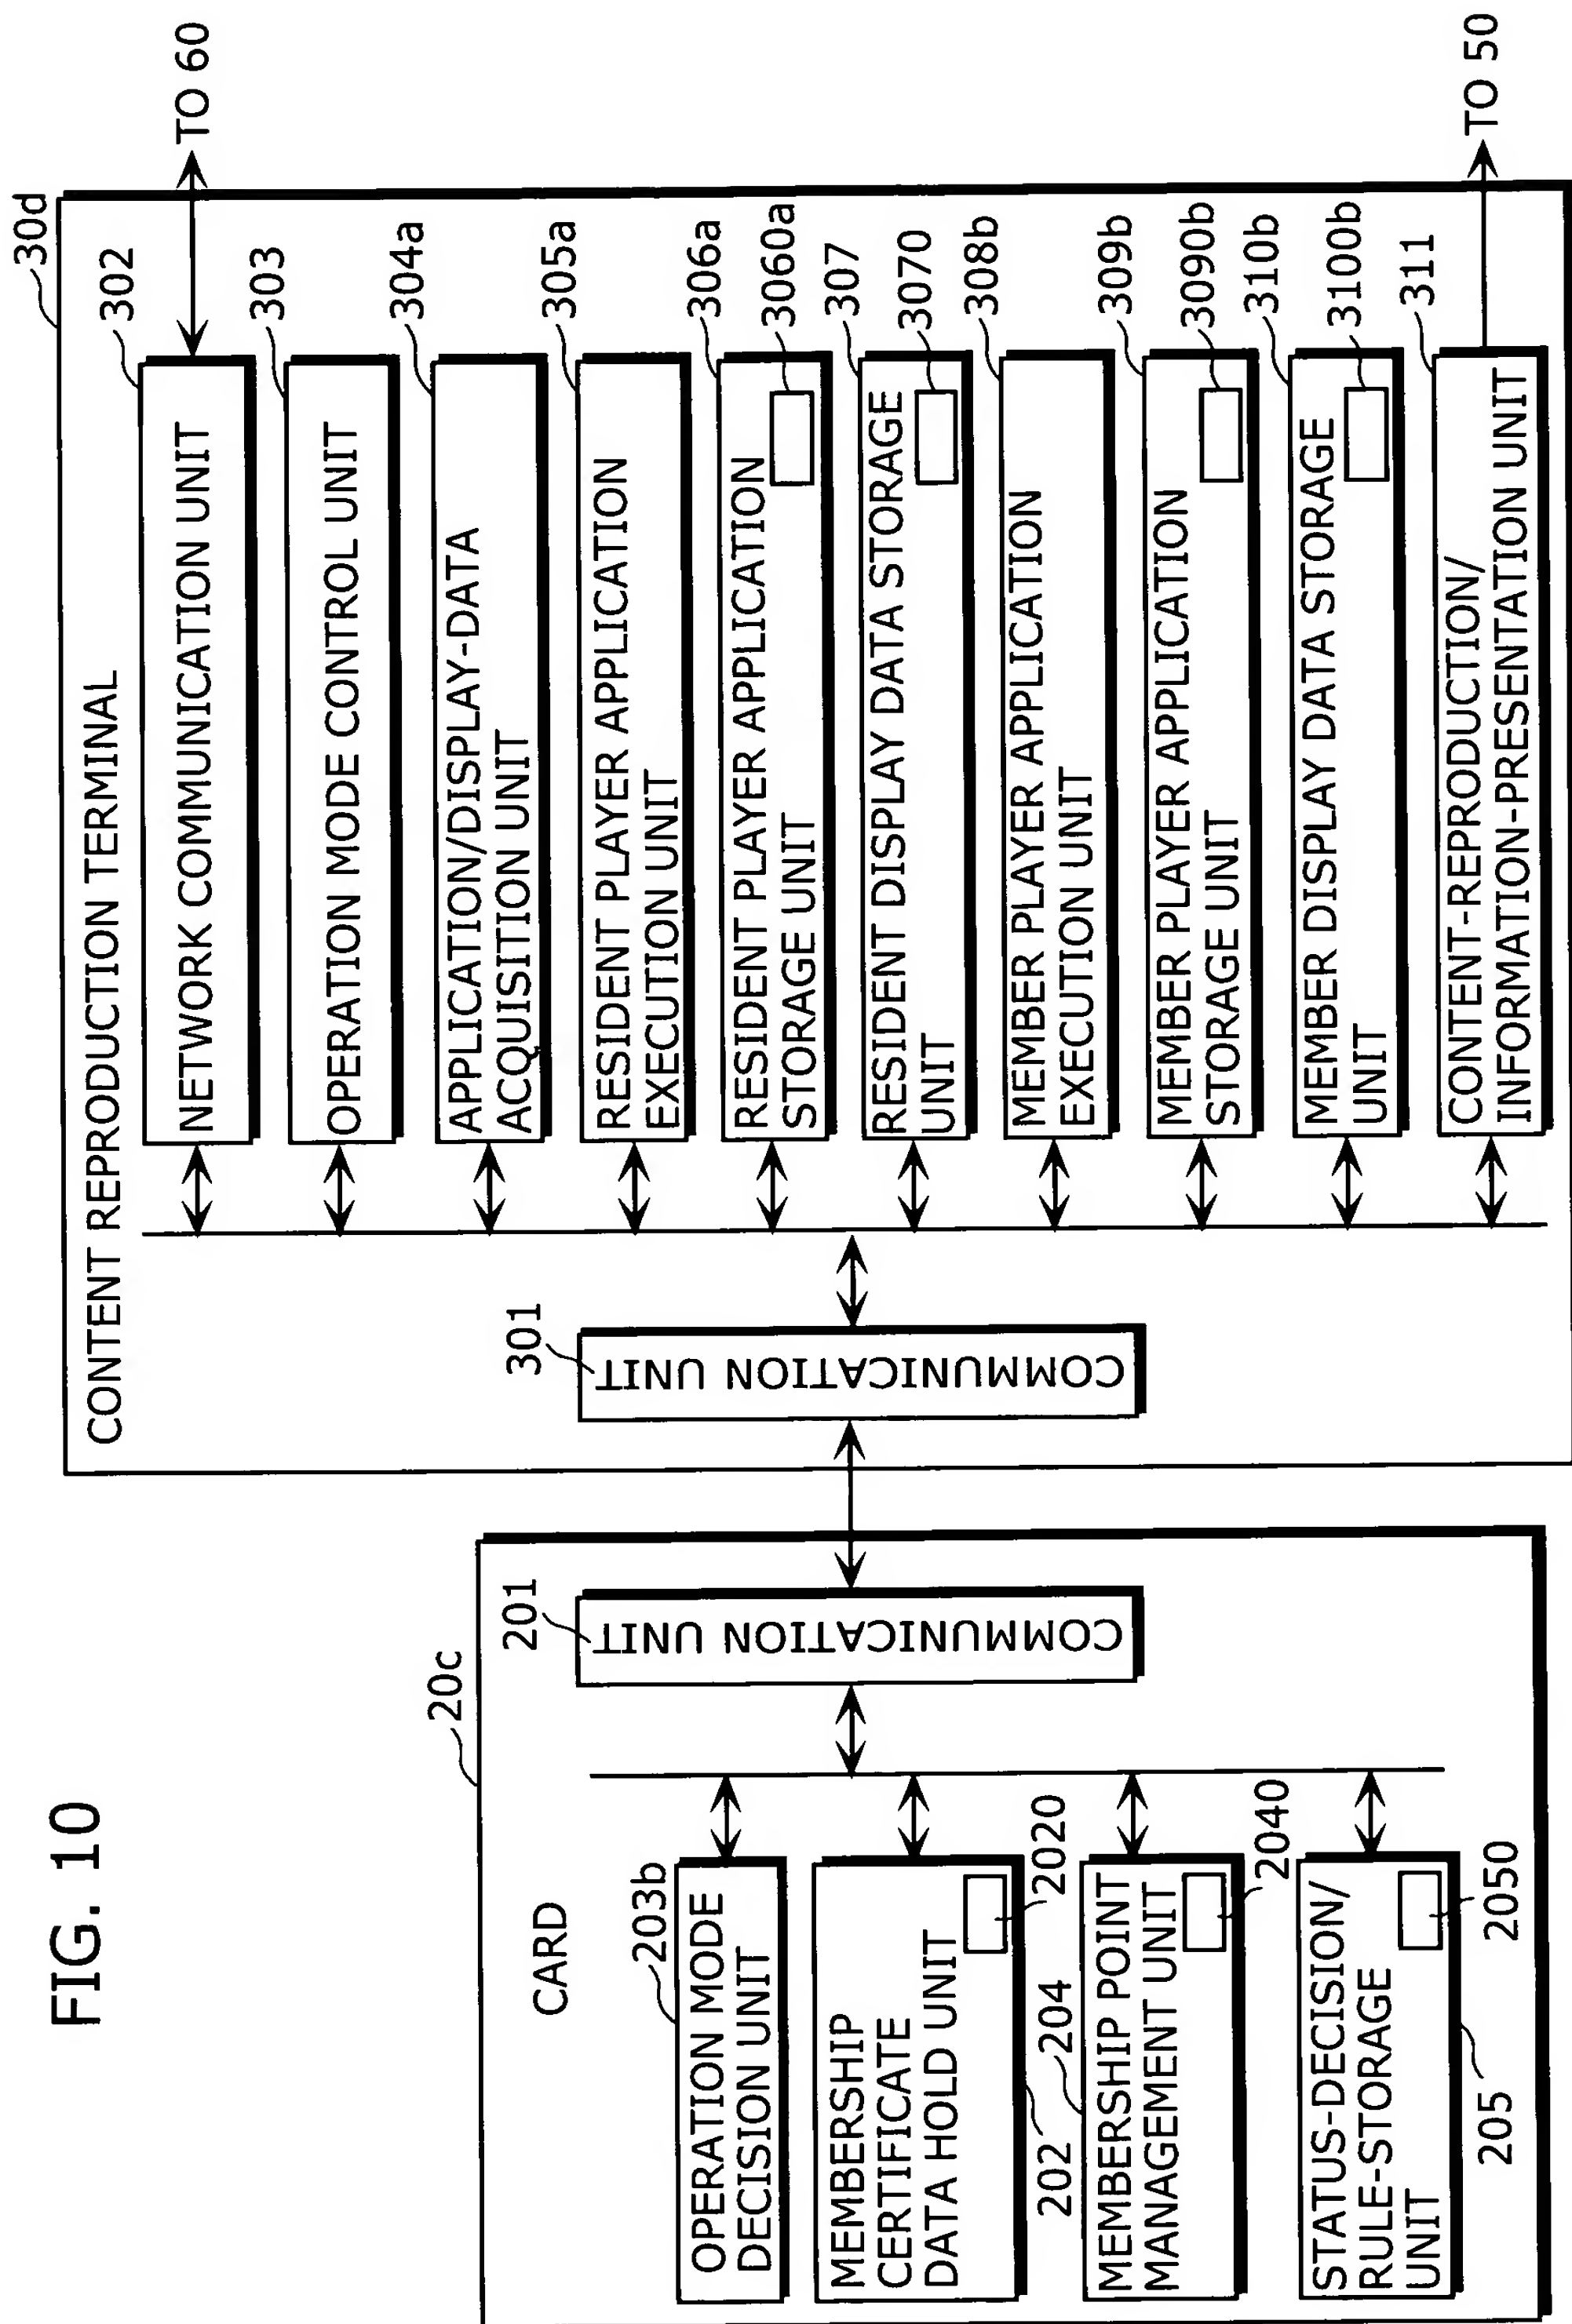 FIG. 10
20c
CARD
203b
OPERATION MODE
DECISION UNIT
MEMBERSHIP
CERTIFICATE
DATA HOLD UNIT
2020
202
204
MEMBERSHIP POINT
MANAGEMENT UNIT
2040
STATUS-DECISION/
RULE-STORAGE
UNIT
2050
205
201
COMMUNICATION UNIT
30d
CONTENT REPRODUCTION TERMINAL
301
COMMUNICATION UNIT
302
NETWORK COMMUNICATION UNIT
TO 60
303
OPERATION MODE CONTROL UNIT
304a
APPLICATION/DISPLAY-DATA
ACQUISITION UNIT
305a
RESIDENT PLAYER APPLICATION
EXECUTION UNIT
306a
RESIDENT PLAYER APPLICATION
STORAGE UNIT
3060a
307
RESIDENT DISPLAY DATA STORAGE
UNIT
3070
308b
MEMBER PLAYER APPLICATION
EXECUTION UNIT
309b
MEMBER PLAYER APPLICATION
STORAGE UNIT
3090b
310b
MEMBER DISPLAY DATA STORAGE
UNIT
3100b
311
CONTENT-REPRODUCTION/
INFORMATION-PRESENTATION UNIT
TO 50